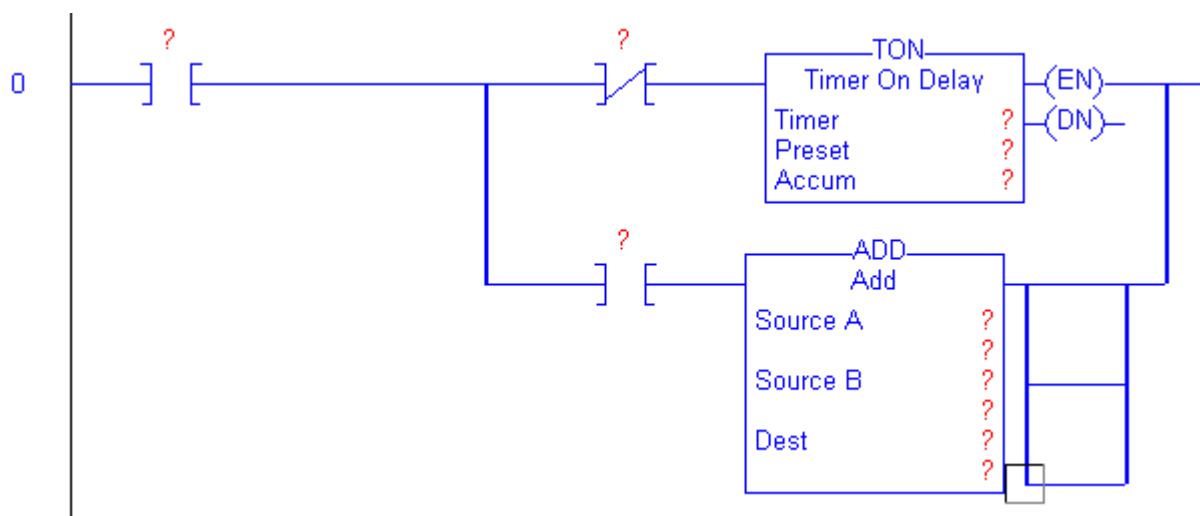 ? ?
0
TON
Timer On Delay (EN)
Timer ? (DN)
Preset ?
Accum ?
?
ADD
Add
Source A ?
?
Source B ?
?
Dest ?
?